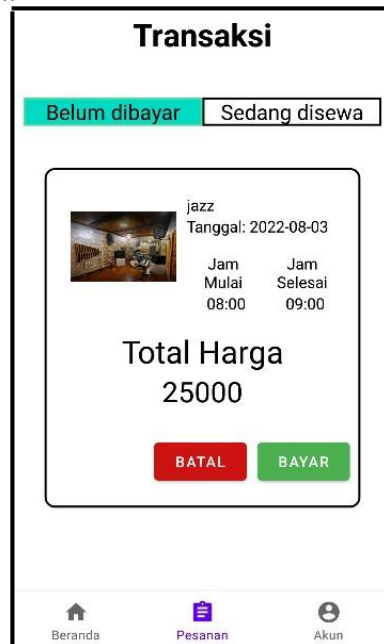 Transaksi
Belum dibayar Sedang disewa
jazz
Tanggal: 2022-08-03
Jam Mulai Jam Selesai
08:00 09:00
Total Harga
25000
BATAL BAYAR
Beranda Pesanan Akun